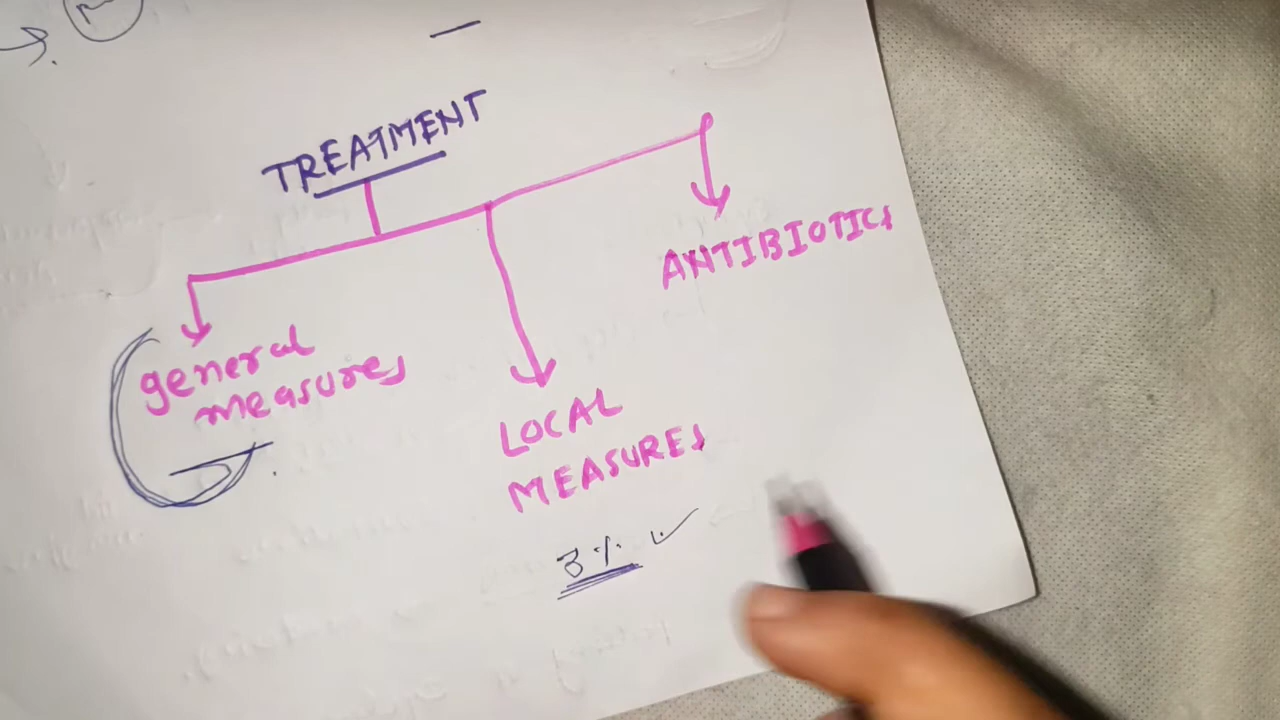 TREATMENT
general
measures
LOCAL
MEASURES
ANTIBIOTICS
3%